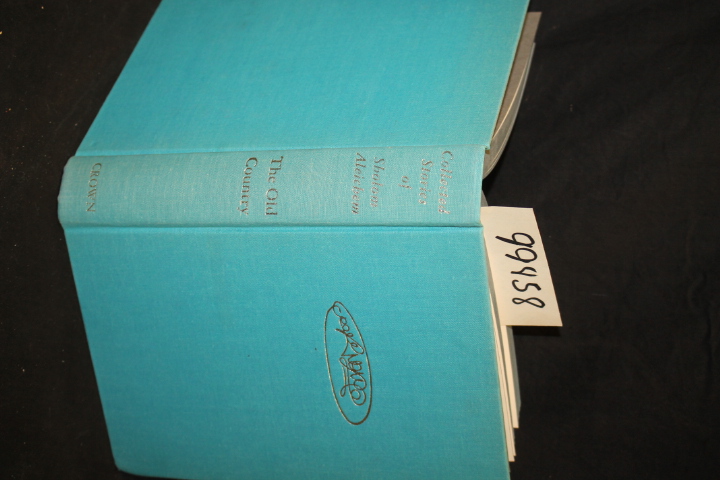 Collected
Stories
of
Sholom
Aleichem
The Old
Country
CROWN
99458